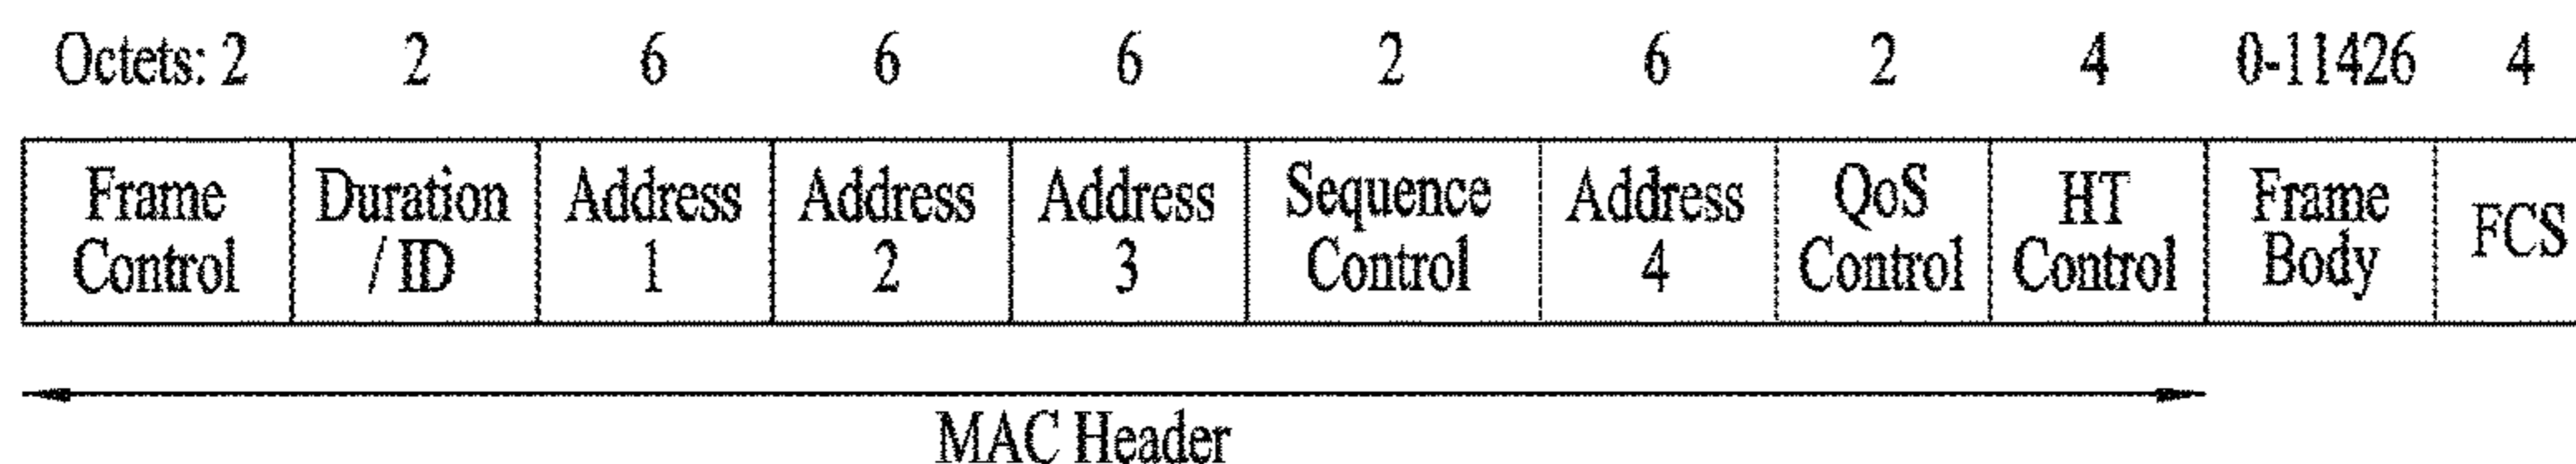 Octets: 2 2 6 6 6 2 6 2 4 0-11426 4
Frame Control
Duration / ID
Address 1
Address 2
Address 3
Sequence Control
Address 4
QoS Control
HT Control
Frame Body
FCS
MAC Header